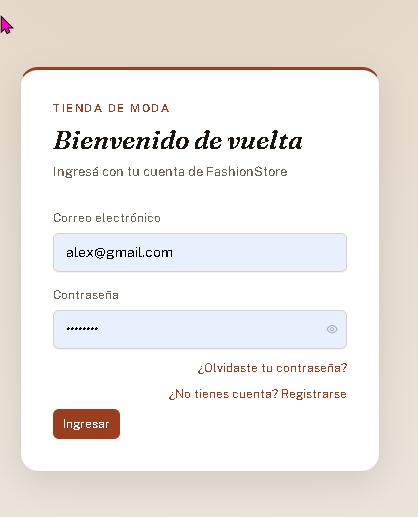 TIENDA DE MODA
Bienvenido de vuelta
Ingresá con tu cuenta de FashionStore
Correo electrónico
alex@gmail.com
Contraseña
••••••••
¿Olvidaste tu contraseña?
¿No tienes cuenta? Registrarse
Ingresar